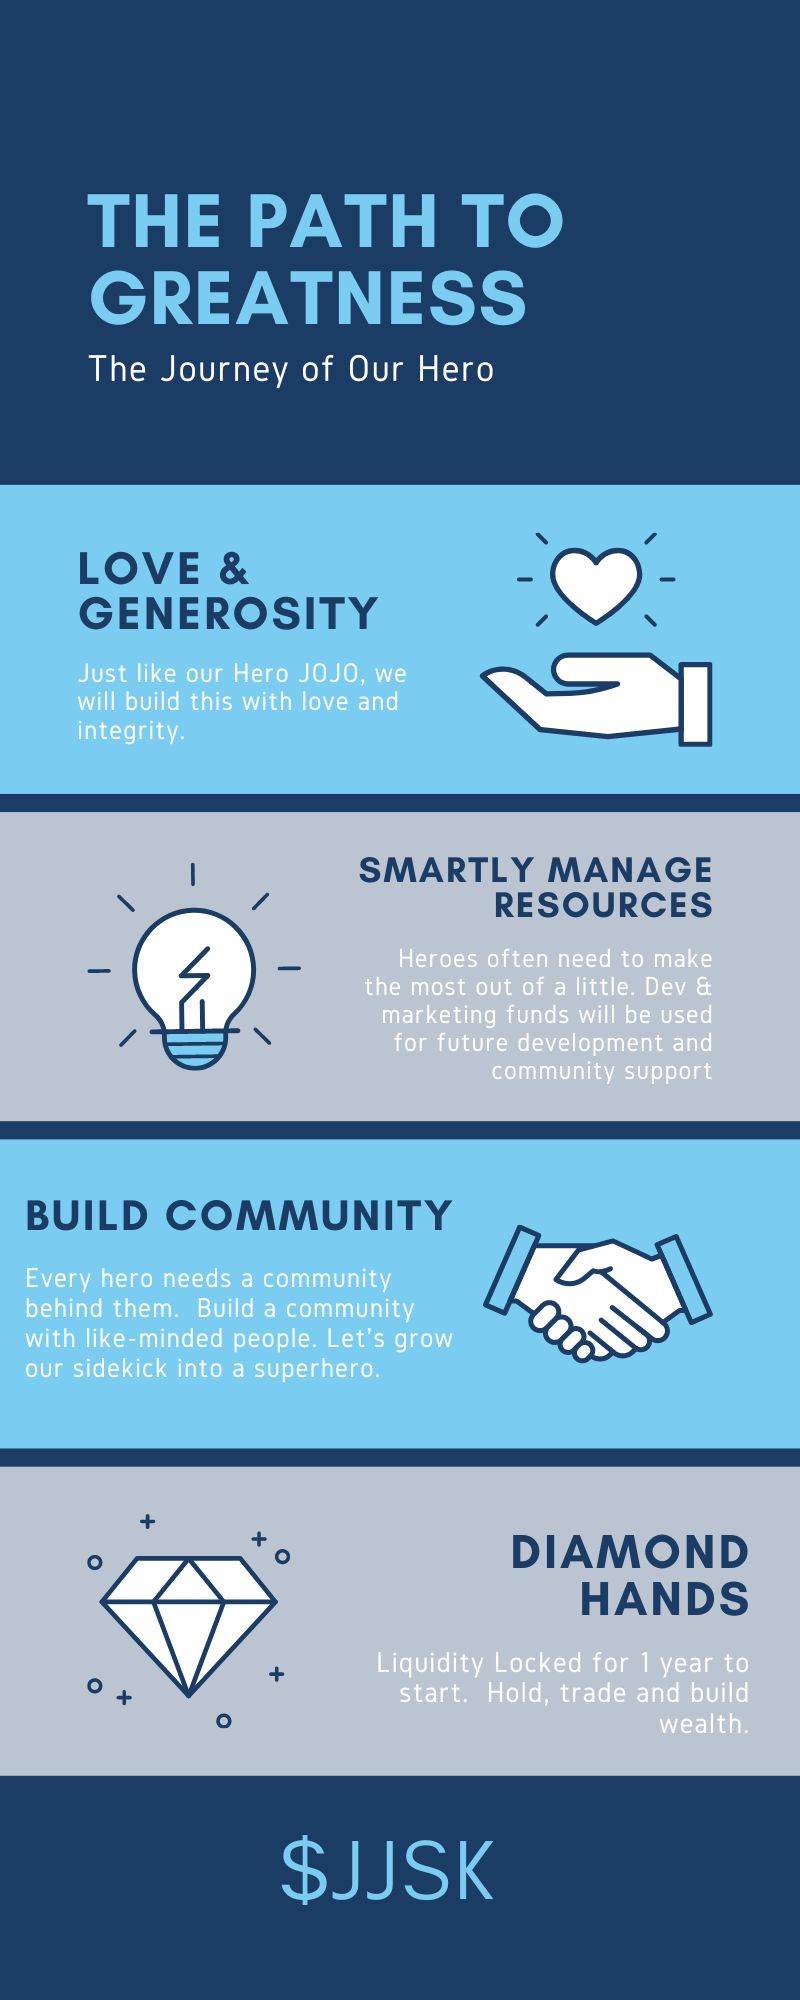 THE PATH TO
GREATNESS
The Journey of Our Hero
LOVE &
GENEROSITY
Just like our Hero JOJO, we
will build this with love and
integrity.
SMARTLY MANAGE
RESOURCES
Heroes often need to make
the most out of a little. Dev &
marketing funds will be used
for future development and
community support
BUILD COMMUNITY
Every hero needs a community
behind them.  Build a community
with like-minded people. Let's grow
our sidekick into a superhero.
DIAMOND
HANDS
Liquidity Locked for 1 year to
start.  Hold, trade and build
wealth.
$JJSK